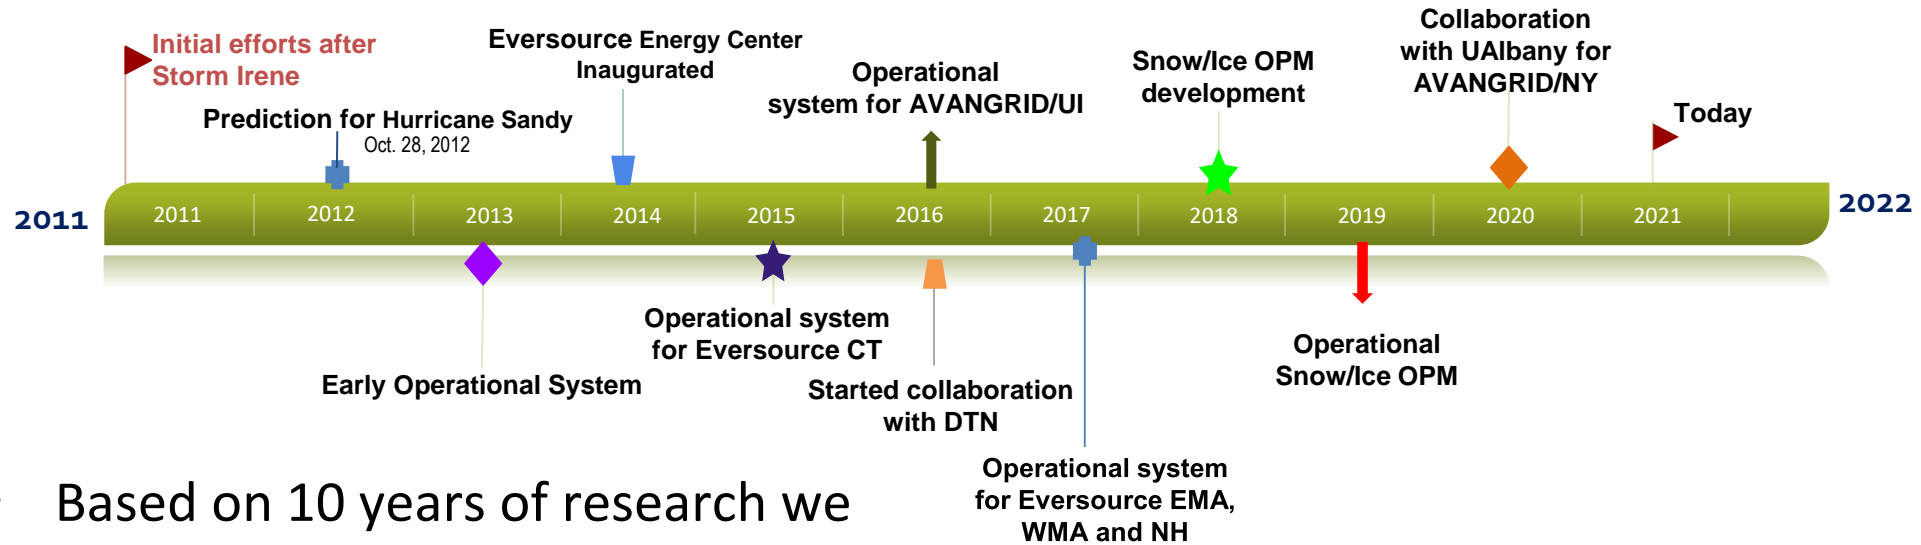 Initial efforts after
Storm Irene
Prediction for Hurricane Sandy
Oct. 28, 2012
Eversource Energy Center
Inaugurated
Operational
system for AVANGRID/UI
Snow/Ice OPM
development
Collaboration
with UAlbany for
AVANGRID/NY
Today
2011
2011
2012
2013
2014
2015
2016
2017
2018
2019
2020
2021
2022
Early Operational System
Operational system
for Eversource CT
Started collaboration
with DTN
Operational system
for Eversource EMA,
WMA and NH
Operational
Snow/Ice OPM
Based on 10 years of research we